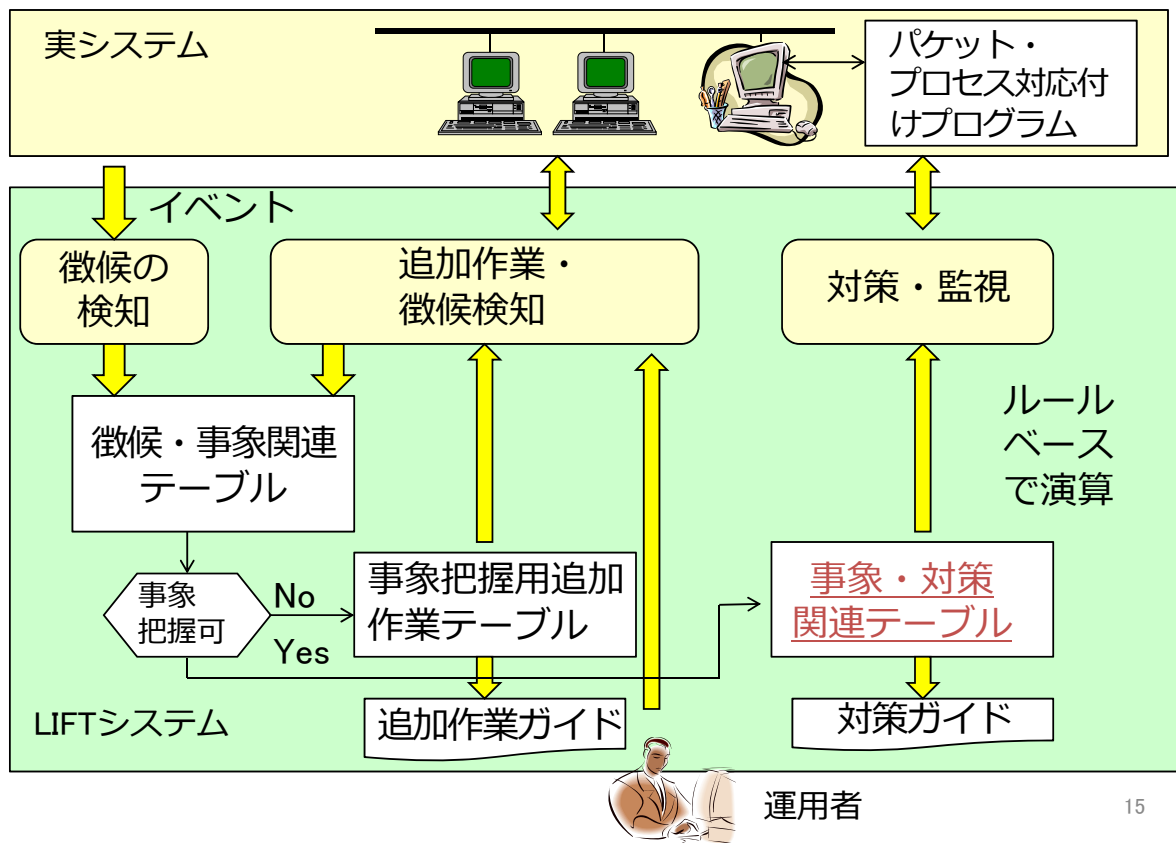 実システム
パケット・
プロセス対応付
けプログラム
イベント
徴候の
検知
追加作業・
徴候検知
対策・監視
ルール
ベース
で演算
徴候・事象関連
テーブル
事象
把握可
No
Yes
事象把握用追加
作業テーブル
事象・対策
関連テーブル
LIFTシステム
追加作業ガイド
対策ガイド
運用者
15